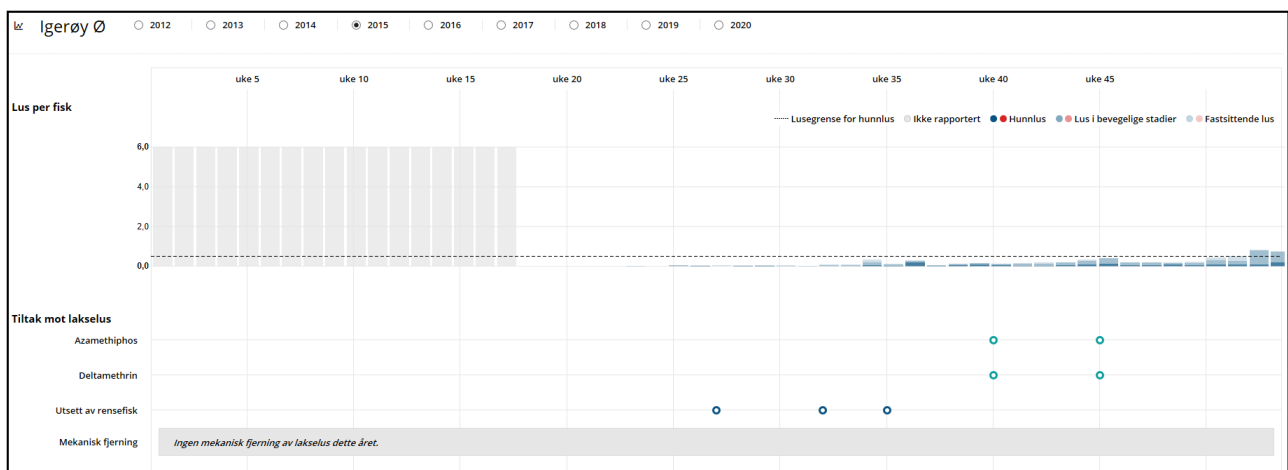 Igerøy Ø 2012 2013 2014 2015 2016 2017 2018 2019 2020
uke 5 uke 10 uke 15 uke 20 uke 25 uke 30 uke 35 uke 40 uke 45
Lus per fisk
Lusegrense for hunnlus Ikke rapportert Hunnlus Lus i bevegelige stadier Fastsittende lus
6,0
4,0
2,0
0,0
Tiltak mot lakselus
Azamethiphos
Deltamethrin
Utsett av rensefisk
Mekanisk fjerning Ingen mekanisk fjerning av lakselus dette året.